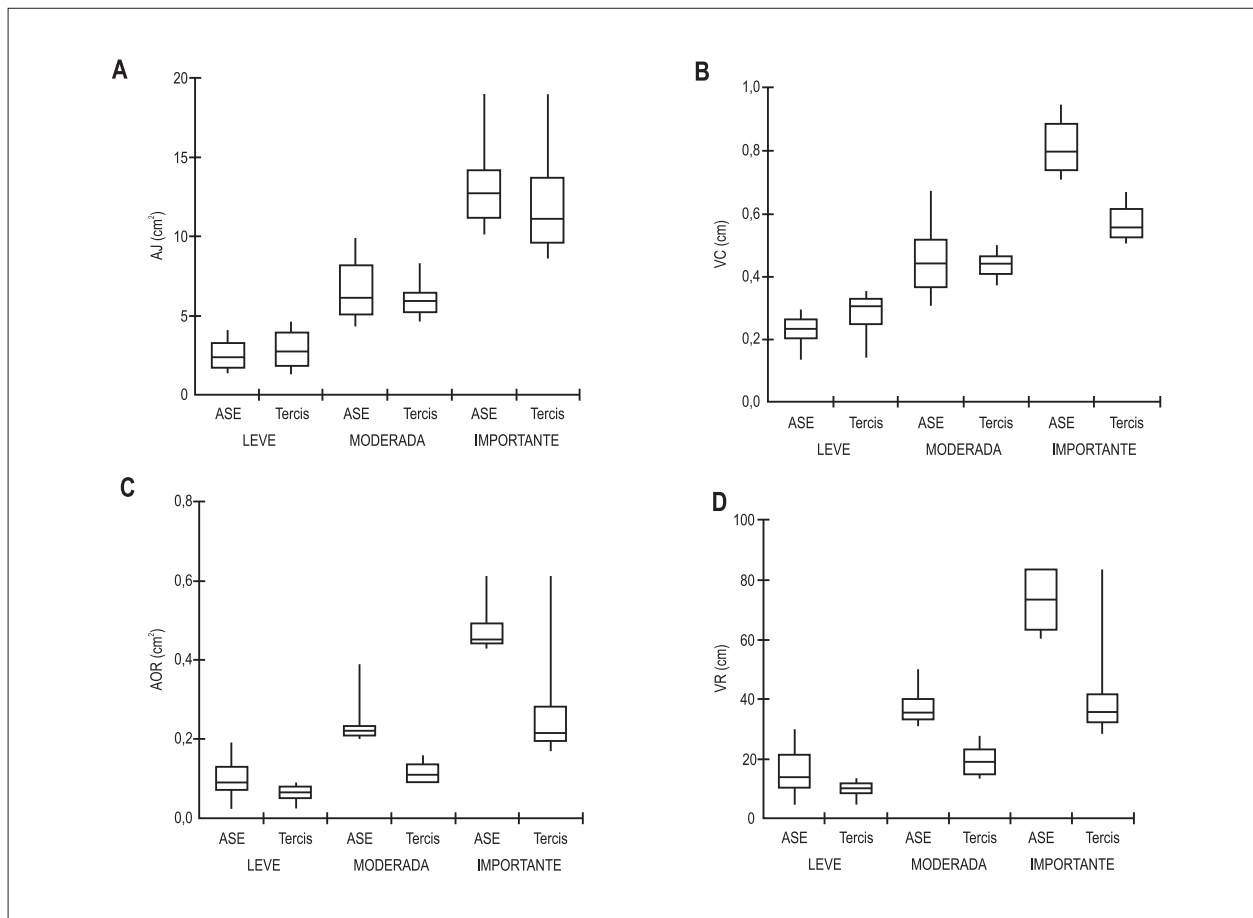 A
AJ (cm²)
20
15
10
5
0
ASE Tercis ASE Tercis ASE Tercis
LEVE MODERADA IMPORTANTE
B
VC (cm)
1,0
0,8
0,6
0,4
0,2
0,0
ASE Tercis ASE Tercis ASE Tercis
LEVE MODERADA IMPORTANTE
C
AOR (cm²)
0,8
0,6
0,4
0,2
0,0
ASE Tercis ASE Tercis ASE Tercis
LEVE MODERADA IMPORTANTE
D
VR (cm)
100
80
60
40
20
0
ASE Tercis ASE Tercis ASE Tercis
LEVE MODERADA IMPORTANTE